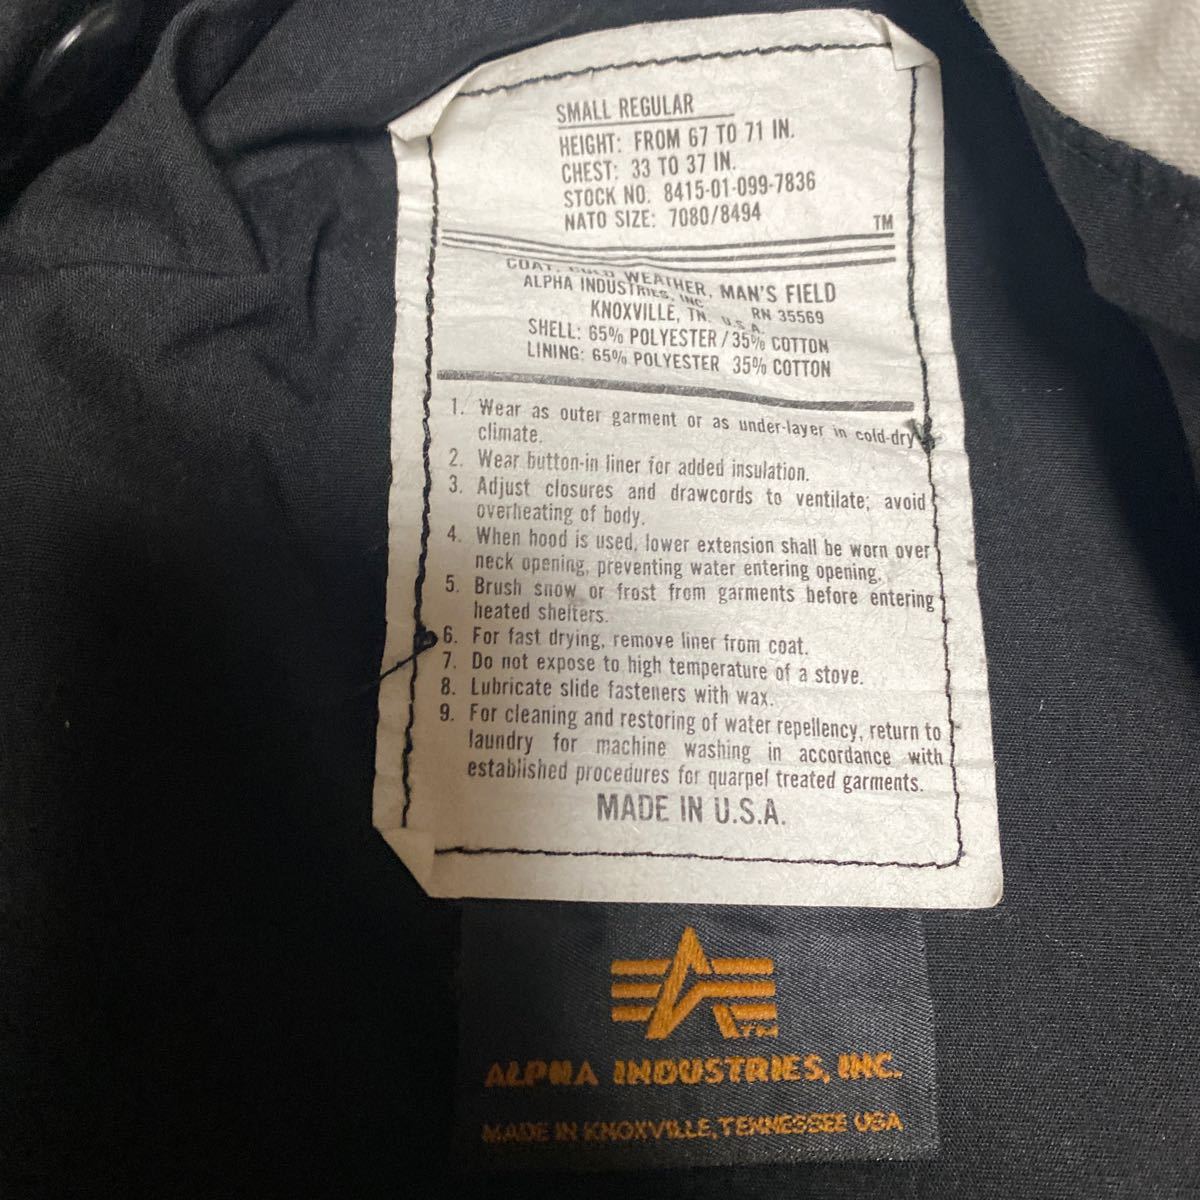 SMALL REGULAR
HEIGHT: FROM 67 TO 71 IN.
CHEST: 33 TO 37 IN.
STOCK NO. 8415-01-099-7836
NATO SIZE: 7080/8494
TM
COAT, COLD WEATHER, MAN'S FIELD
ALPHA INDUSTRIES, INC.
KNOXVILLE, TN. U.S.A. RN 35569
SHELL: 65% POLYESTER / 35% COTTON
LINING: 65% POLYESTER 35% COTTON
1. Wear as outer garment or as under-layer in cold-dry
climate.
2. Wear button-in liner for added insulation.
3. Adjust closures and drawcords to ventilate; avoid
overheating of body.
4. When hood is used, lower extension shall be worn over
neck opening, preventing water entering opening.
5. Brush snow or frost from garments before entering
heated shelters.
6. For fast drying, remove liner from coat.
7. Do not expose to high temperature of a stove.
8. Lubricate slide fasteners with wax.
9. For cleaning and restoring of water repellency, return to
laundry for machine washing in accordance with
established procedures for quarpel treated garments.
MADE IN U.S.A.
TM
ALPHA INDUSTRIES, INC.
MADE IN KNOXVILLE, TENNESSEE USA